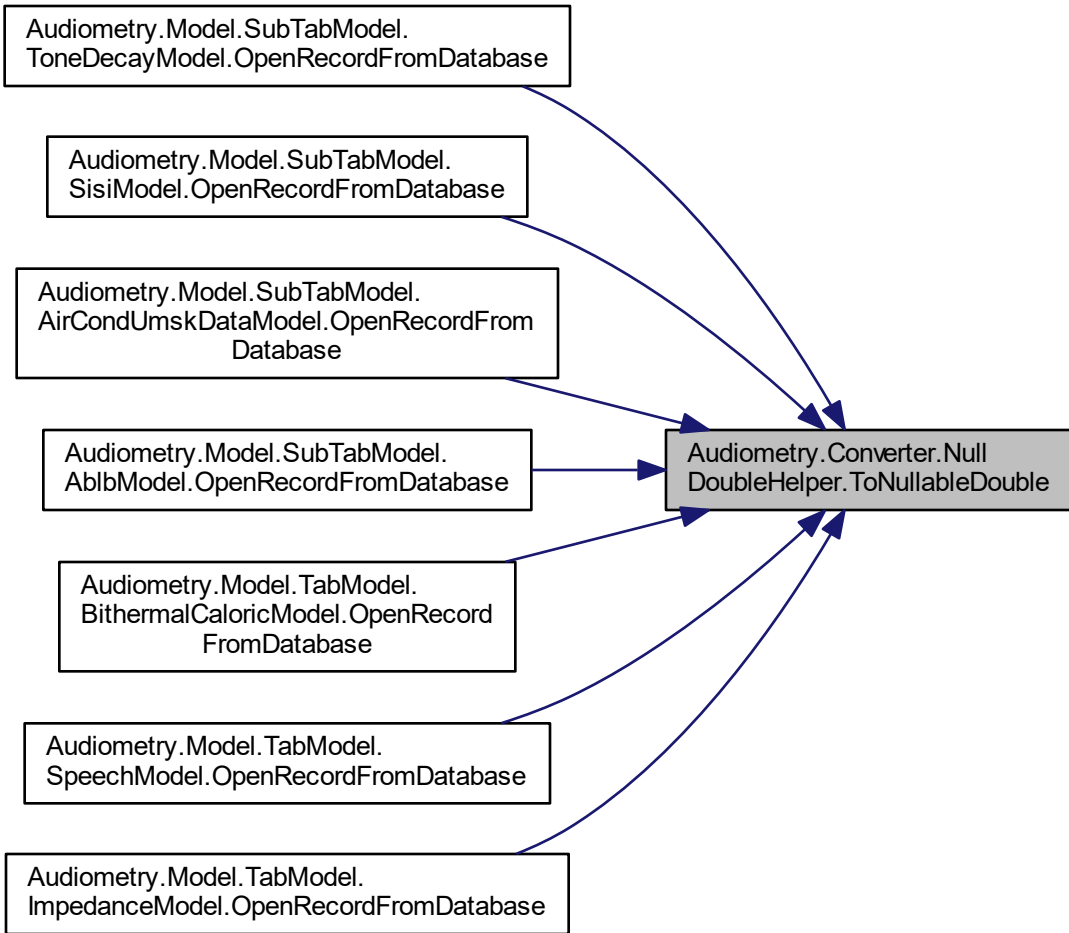 Audiometry.Model.SubTabModel.
ToneDecayModel.OpenRecordFromDatabase
Audiometry.Model.SubTabModel.
SisiModel.OpenRecordFromDatabase
Audiometry.Model.SubTabModel.
AirCondUmskDataModel.OpenRecordFrom
Database
Audiometry.Model.SubTabModel.
AblbModel.OpenRecordFromDatabase
Audiometry.Model.TabModel.
BithermalCaloricModel.OpenRecord
FromDatabase
Audiometry.Model.TabModel.
SpeechModel.OpenRecordFromDatabase
Audiometry.Model.TabModel.
ImpedanceModel.OpenRecordFromDatabase
Audiometry.Converter.Null
DoubleHelper.ToNullableDouble